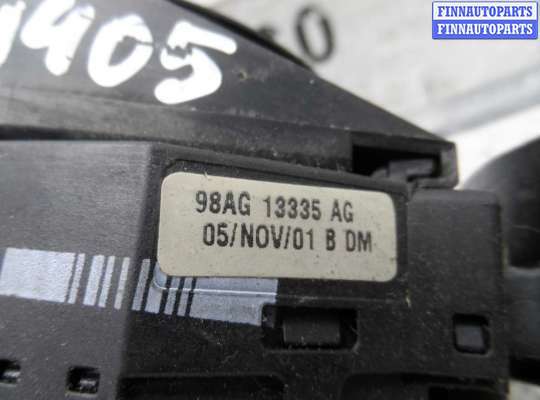 FINNAUTOPARTS
FINNAUTOPARTS
405
98AG 13335 AG
05/NOV/01 B DM